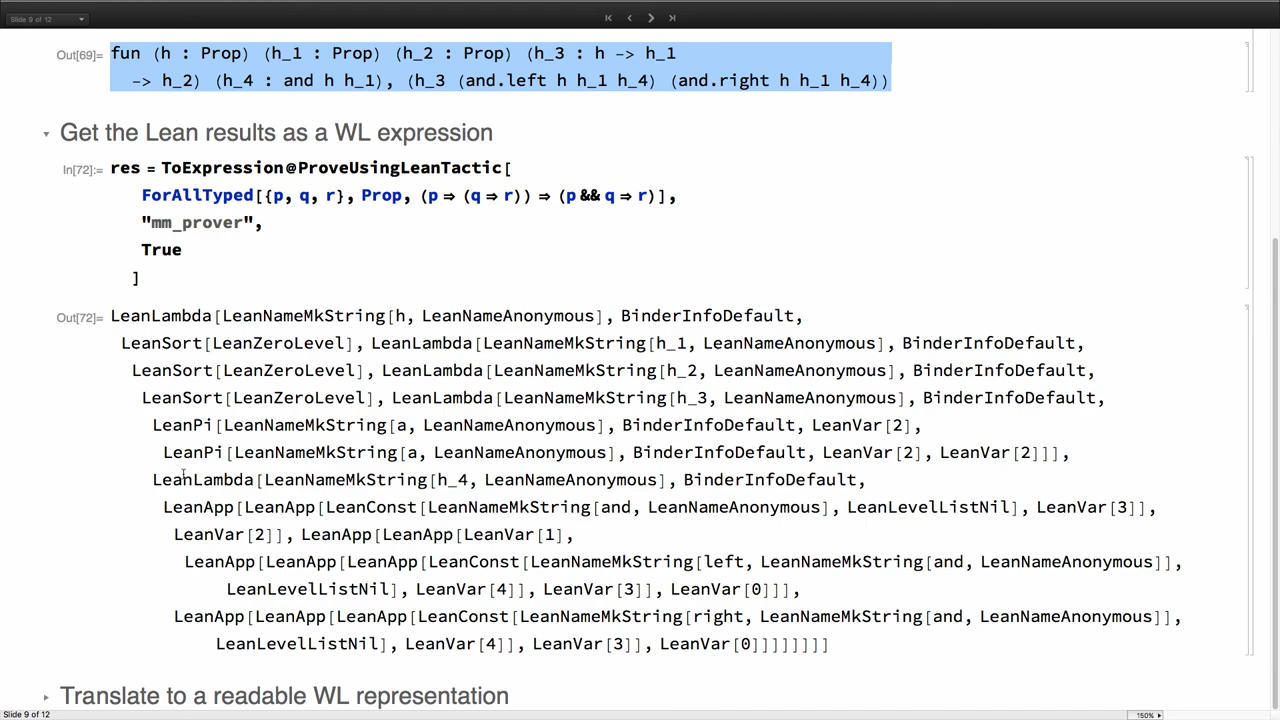 Slide 9 of 12
Out[69]= fun (h : Prop) (h_1 : Prop) (h_2 : Prop) (h_3 : h -> h_1
-> h_2) (h_4 : and h h_1), (h_3 (and.left h h_1 h_4) (and.right h h_1 h_4))
Get the Lean results as a WL expression
In[72]:= res = ToExpression@ProveUsingLeanTactic[
ForAllTyped[{p, q, r}, Prop, (p ⇒ (q ⇒ r)) ⇒ (p && q ⇒ r)],
"mm_prover",
True
]
Out[72]= LeanLambda[LeanNameMkString[h, LeanNameAnonymous], BinderInfoDefault,
LeanSort[LeanZeroLevel], LeanLambda[LeanNameMkString[h_1, LeanNameAnonymous], BinderInfoDefault,
LeanSort[LeanZeroLevel], LeanLambda[LeanNameMkString[h_2, LeanNameAnonymous], BinderInfoDefault,
LeanSort[LeanZeroLevel], LeanLambda[LeanNameMkString[h_3, LeanNameAnonymous], BinderInfoDefault,
LeanPi[LeanNameMkString[a, LeanNameAnonymous], BinderInfoDefault, LeanVar[2],
LeanPi[LeanNameMkString[a, LeanNameAnonymous], BinderInfoDefault, LeanVar[2], LeanVar[2]]],
LeanLambda[LeanNameMkString[h_4, LeanNameAnonymous], BinderInfoDefault,
LeanApp[LeanApp[LeanConst[LeanNameMkString[and, LeanNameAnonymous], LeanLevelListNil], LeanVar[3]],
LeanVar[2]], LeanApp[LeanApp[LeanVar[1],
LeanApp[LeanApp[LeanApp[LeanConst[LeanNameMkString[left, LeanNameMkString[and, LeanNameAnonymous]],
LeanLevelListNil], LeanVar[4]], LeanVar[3]], LeanVar[0]]],
LeanApp[LeanApp[LeanApp[LeanConst[LeanNameMkString[right, LeanNameMkString[and, LeanNameAnonymous]],
LeanLevelListNil], LeanVar[4]], LeanVar[3]], LeanVar[0]]]]]]]]
Translate to a readable WL representation
Slide 9 of 12
150%